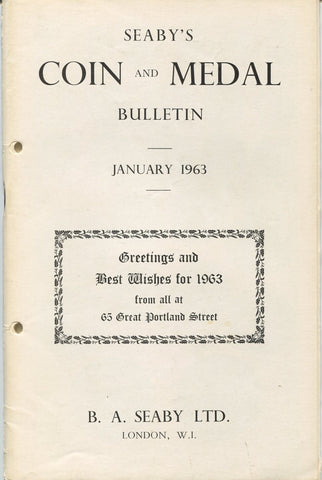 SEABY'S
COIN AND MEDAL
BULLETIN
JANUARY 1963
Greetings and
Best Wishes for 1963
from all at
65 Great Portland Street
B. A. SEABY LTD.
LONDON, W.1.